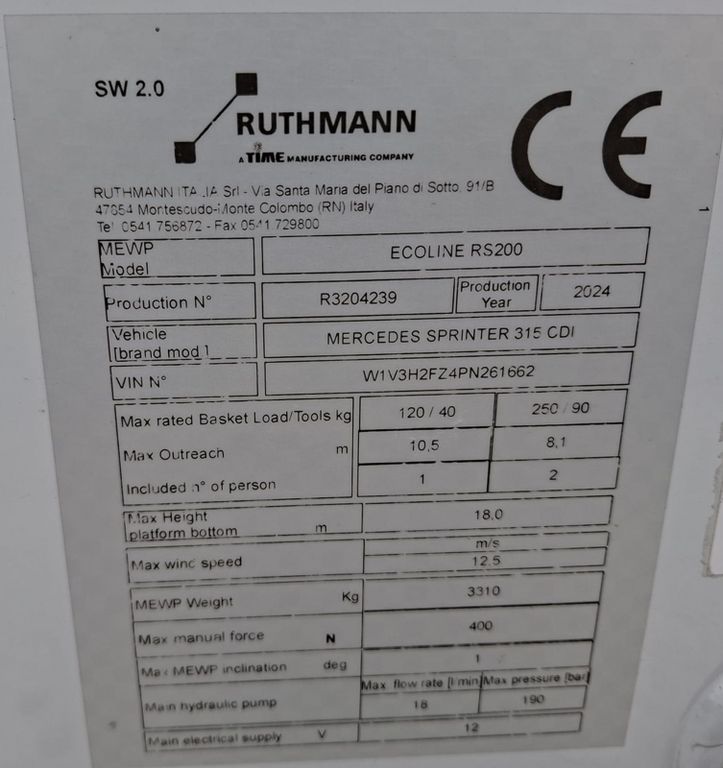 SW 2.0
RUTHMANN
A TIME MANUFACTURING COMPANY
CE
RUTHMANN ITALIA Srl - Via Santa Maria del Piano di Sotto, 91/B
47854 Montescudo-Monte Colombo (RN) Italy
Tel 0541 756872 - Fax 0541 729800
MEWP Model ECOLINE RS200
Production N° R3204239 Production Year 2024
Vehicle [brand mod.] MERCEDES SPRINTER 315 CDI
VIN N° W1V3H2FZ4PN261662
Max rated Basket Load/Tools kg 120 / 40 250 / 90
Max Outreach m 10,5 8,1
Included n° of person 1 2
Max Height platform bottom m 18,0
Max wind speed m/s 12.5
MEWP Weight Kg 3310
Max manual force N 400
Max MEWP inclination deg 1
Max flow rate [l/min] Max pressure [bar]
Main hydraulic pump 18 190
Main electrical supply V 12